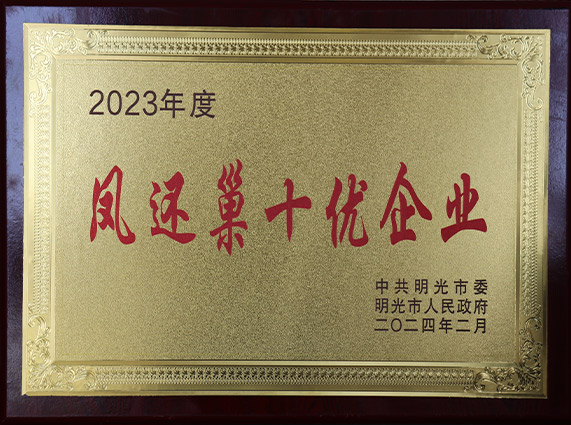 2023年度
凤还巢十优企业
中共明光市委
明光市人民政府
二〇二四年二月